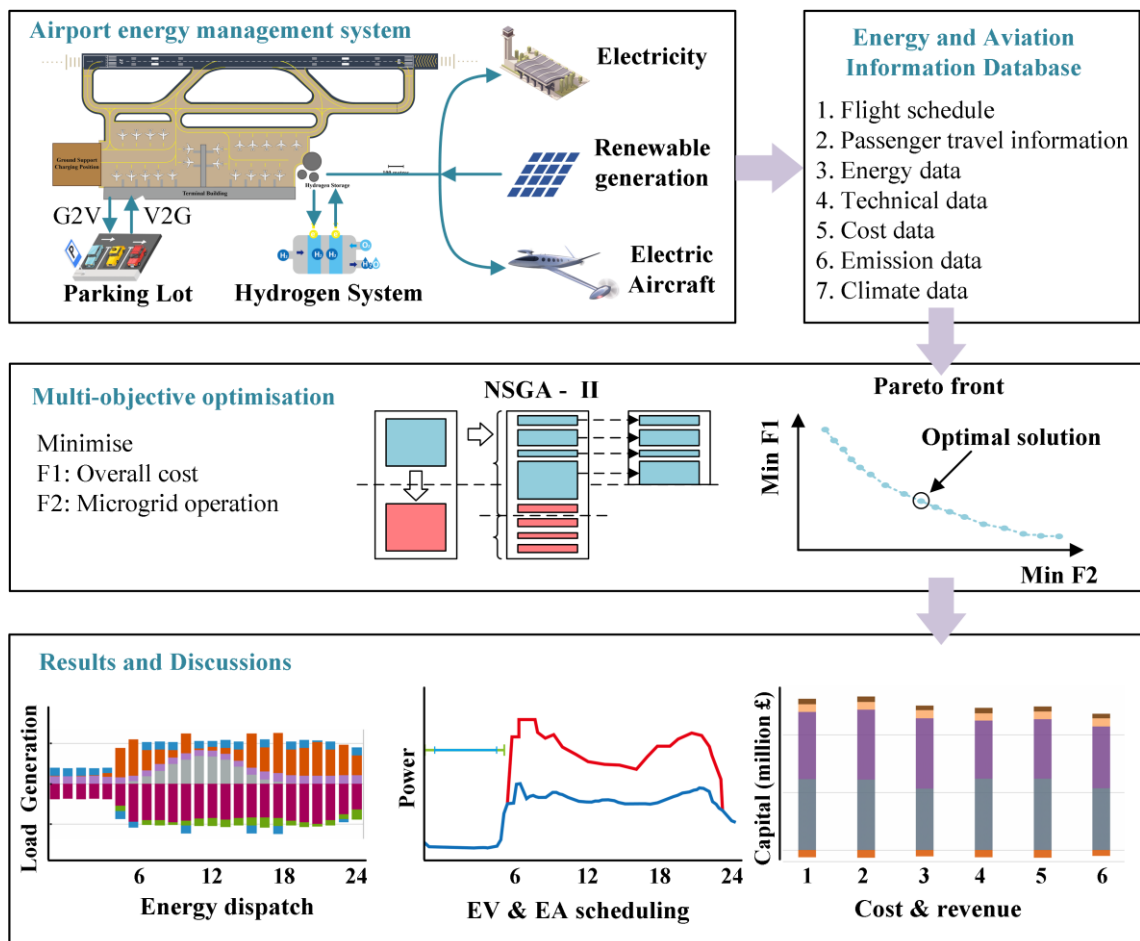 Airport energy management system
Electricity
Renewable
generation
Electric
Aircraft
Ground Support
Charging Position
Terminal Building
Hydrogen Storage
G2V
V2G
P
Parking Lot
H₂
H₂
H₂
O₂
H₂O
Hydrogen System
Energy and Aviation
Information Database
1. Flight schedule
2. Passenger travel information
3. Energy data
4. Technical data
5. Cost data
6. Emission data
7. Climate data
Multi-objective optimisation
Minimise
F1: Overall cost
F2: Microgrid operation
NSGA - II
Pareto front
Optimal solution
Min F1
Min F2
Results and Discussions
Load Generation
6 12 18 24
Energy dispatch
Power
6 12 18 24
EV & EA scheduling
Capital (million £)
1 2 3 4 5 6
Cost & revenue